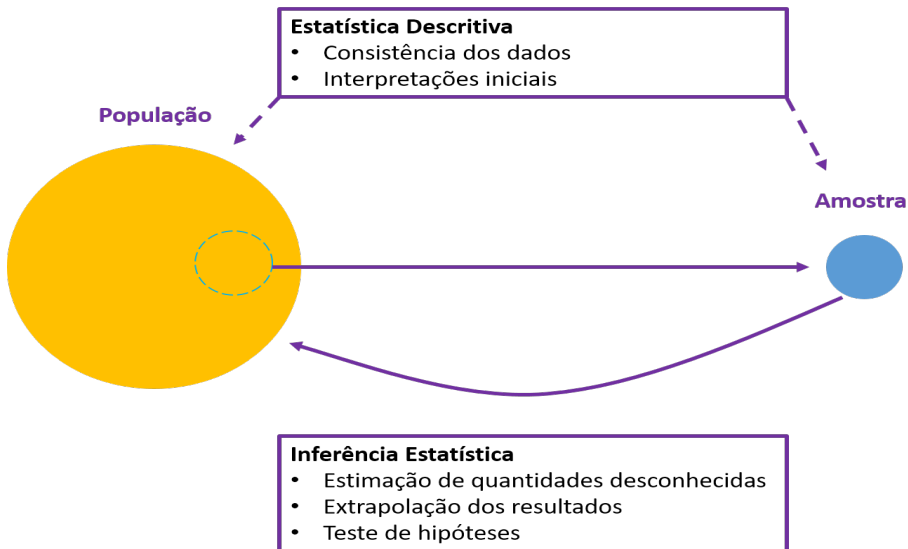 Estatística Descritiva
• Consistência dos dados
• Interpretações iniciais
População
Amostra
Inferência Estatística
• Estimação de quantidades desconhecidas
• Extrapolação dos resultados
• Teste de hipóteses